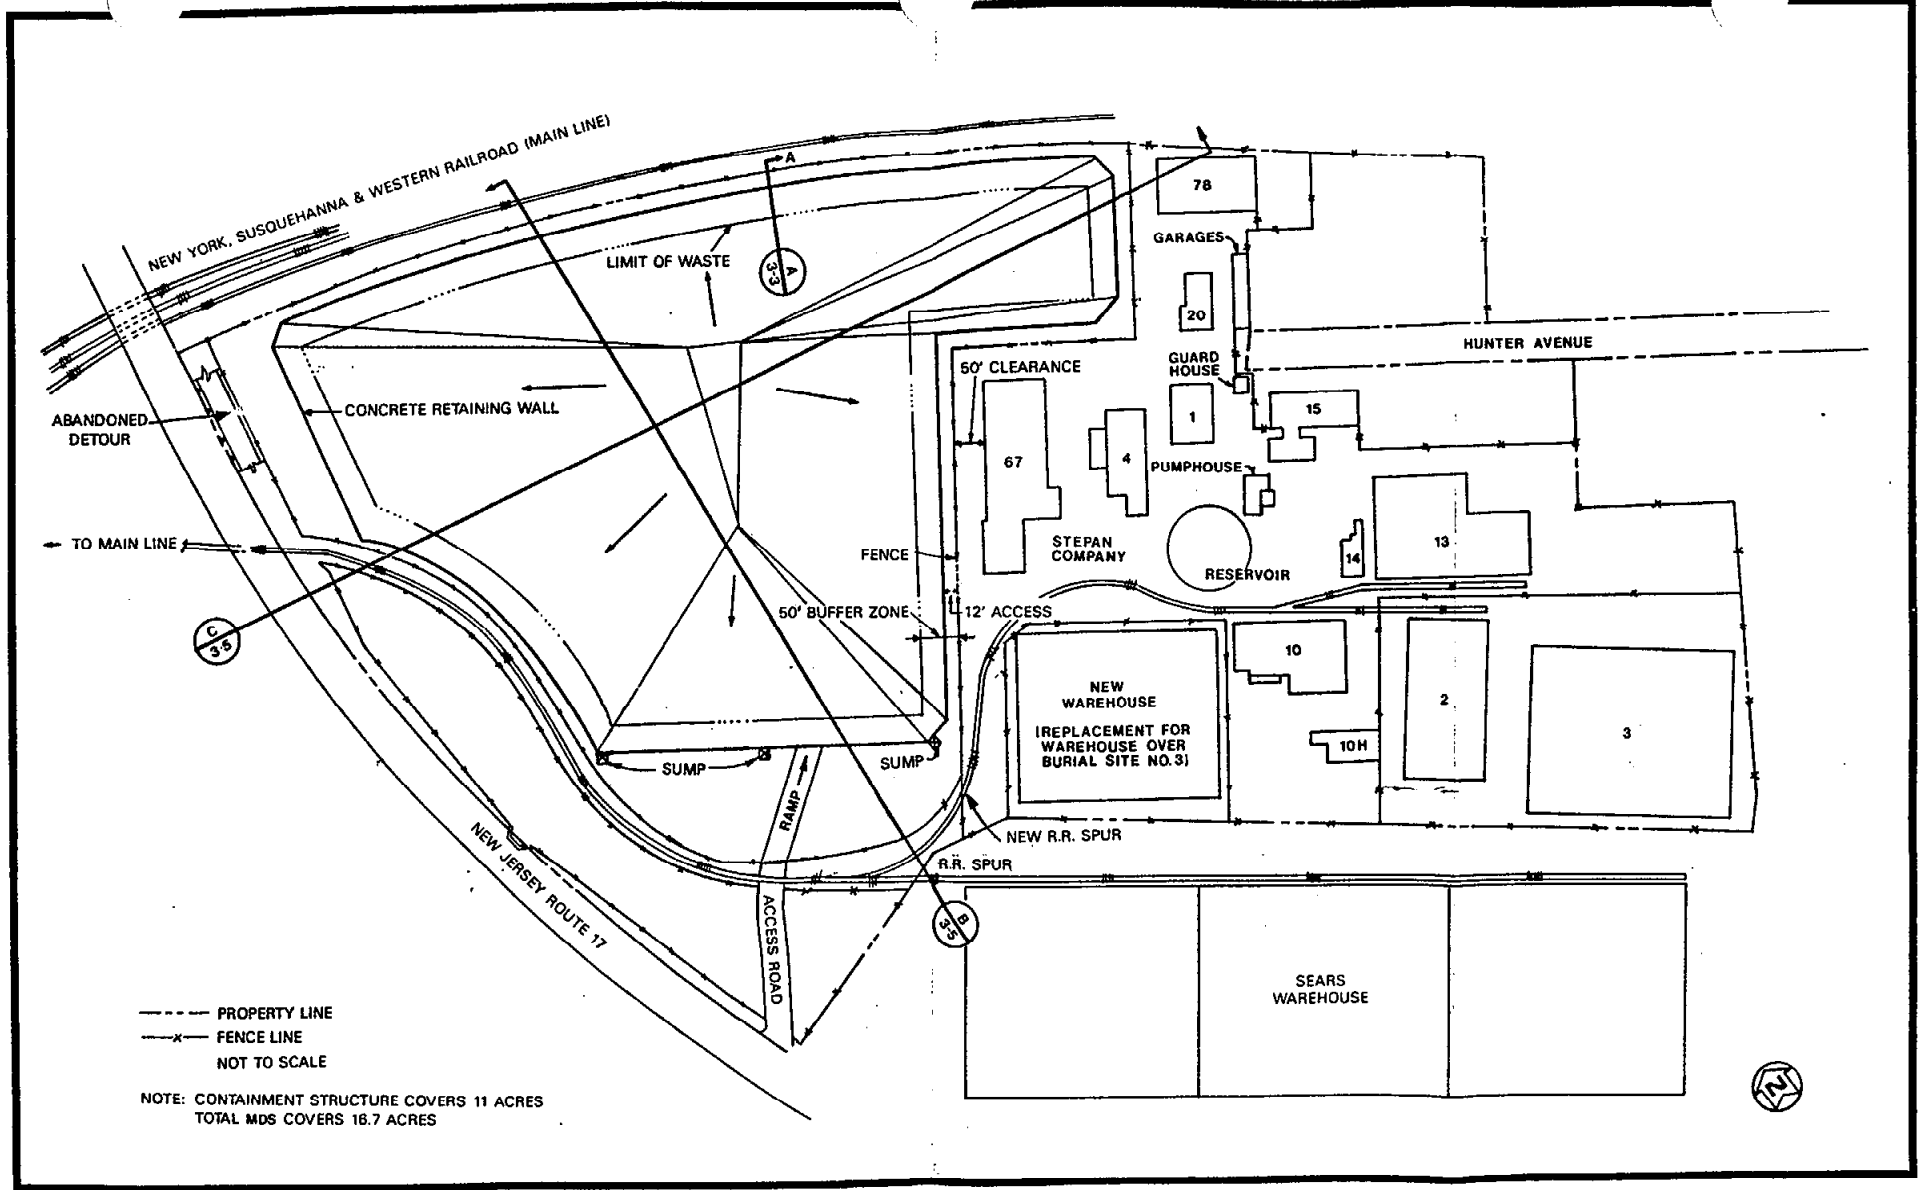 NEW YORK, SUSQUEHANNA & WESTERN RAILROAD (MAIN LINE)
A
78
GARAGES
LIMIT OF WASTE
A
3-3
20
HUNTER AVENUE
GUARD
HOUSE
50' CLEARANCE
ABANDONED
DETOUR
CONCRETE RETAINING WALL
1
15
67
4
PUMPHOUSE
TO MAIN LINE
FENCE
STEPAN
COMPANY
RESERVOIR
14
13
50' BUFFER ZONE
12' ACCESS
C
3-5
10
NEW
WAREHOUSE
(REPLACEMENT FOR
WAREHOUSE OVER
BURIAL SITE NO.3)
2
3
10H
SUMP
SUMP
RAMP
NEW R.R. SPUR
R.R. SPUR
NEW JERSEY ROUTE 17
ACCESS ROAD
B
3-5
SEARS
WAREHOUSE
PROPERTY LINE
FENCE LINE
NOT TO SCALE
NOTE: CONTAINMENT STRUCTURE COVERS 11 ACRES
TOTAL MDS COVERS 16.7 ACRES
N